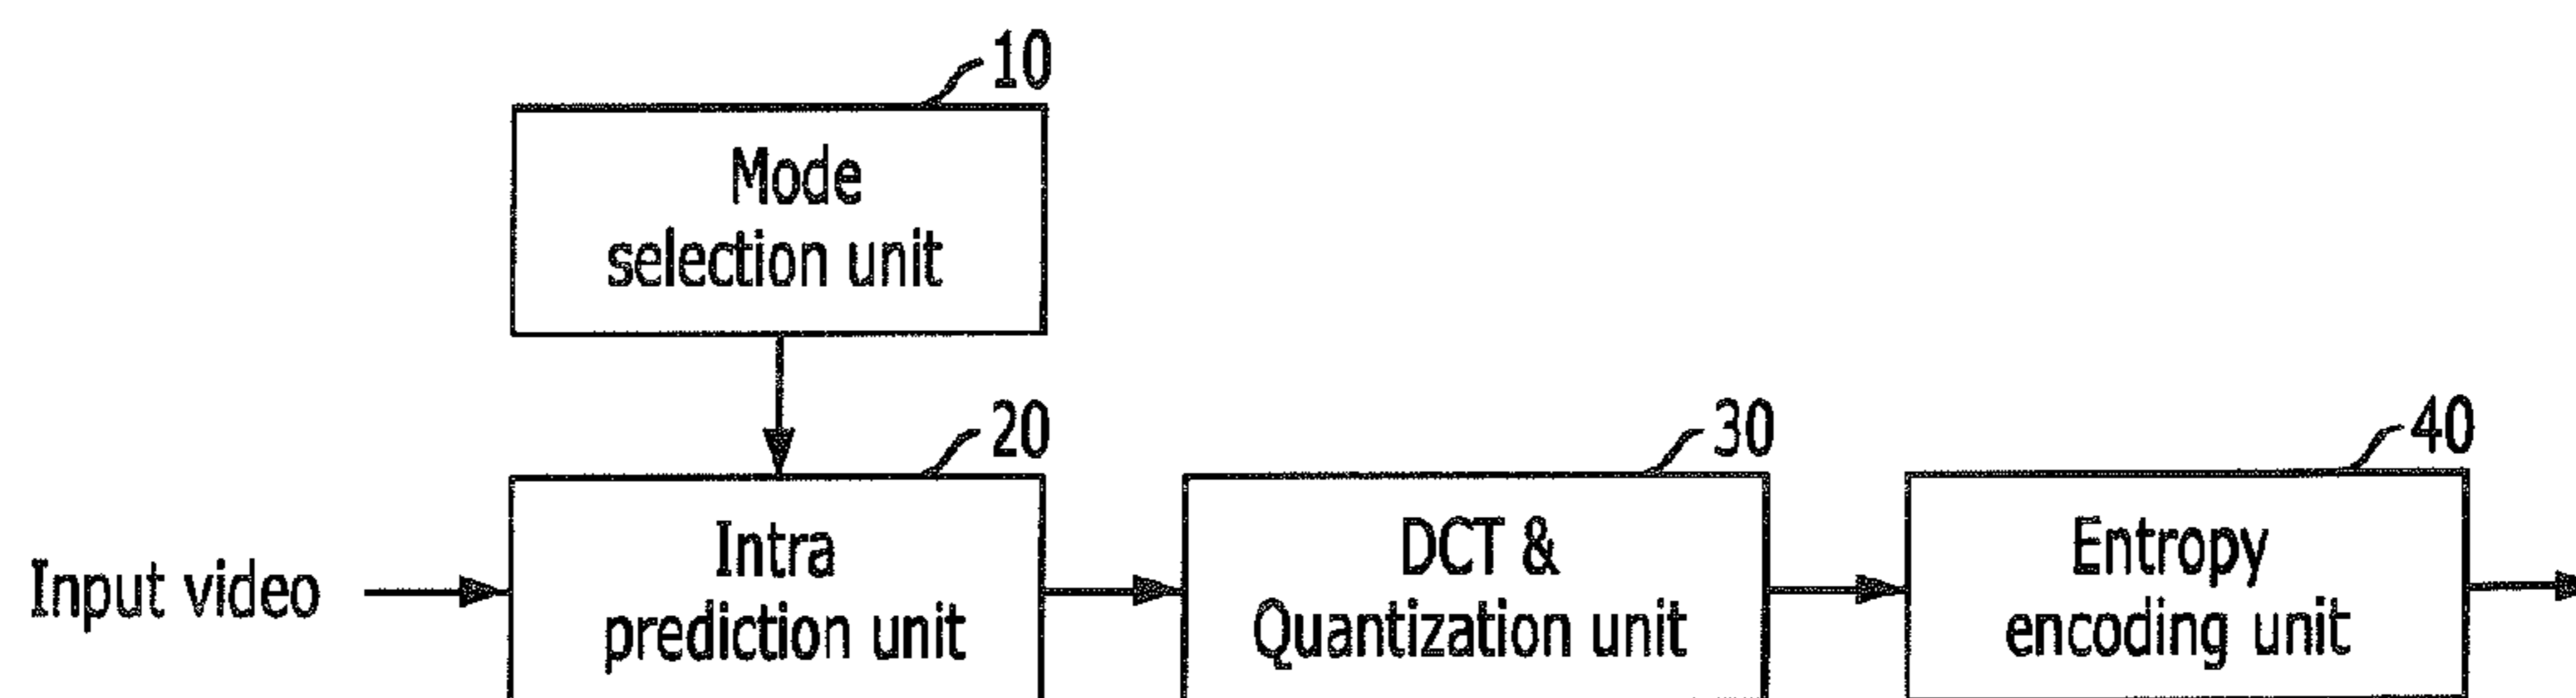 10
Mode
selection unit
20
30
40
Input video
Intra
prediction unit
DCT &
Quantization unit
Entropy
encoding unit